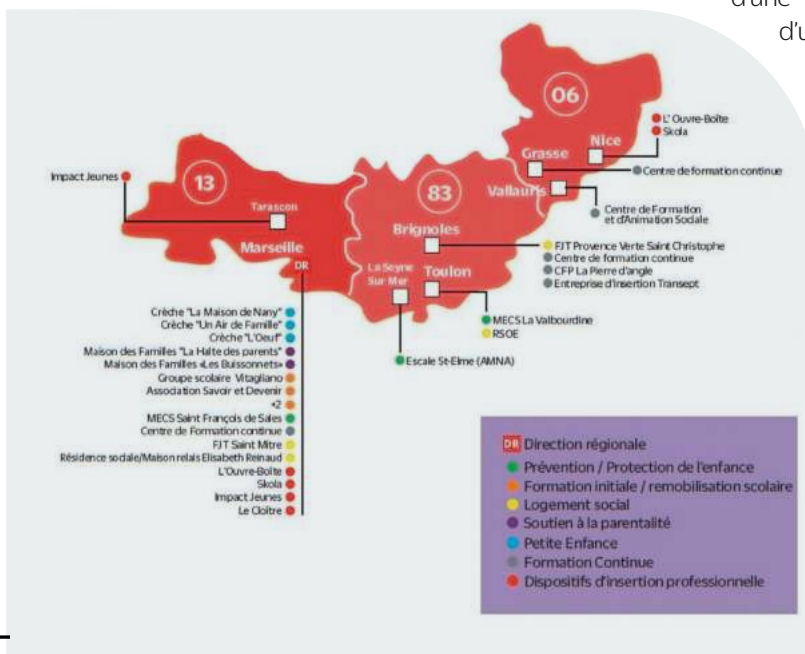 d'une
d'u
06
L' Ouvre-Boîte
Skola
Nice
Grasse
Centre de formation continue
Vallauris
Centre de Formation
et d'Animation Sociale
Impact Jeunes
13
Tarascon
83
Marseille
DR
Brignoles
FJT Provence Verte Saint Christophe
Centre de formation continue
CFP La Pierre d'angle
Entreprise d'Insertion Transept
La Seyne
Sur Mer
Toulon
MECS La Valbourdine
RSOE
Escale St-Elme (AMNA)
Crèche "La Maison de Nany"
Crèche "Un Air de Famille"
Crèche "L'Oeuf"
Maison des Familles "La Halte des parents"
Maison des Familles «Les Buissonnets»
Groupe scolaire Vitagliano
Association Savoir et Devenir
+2
MECS Saint François de Sales
Centre de Formation continue
FJT Saint Mitre
Résidence sociale/Maison relais Elisabeth Reinaud
L'Ouvre-Boîte
Skola
Impact Jeunes
Le Cloître
DR Direction régionale
Prévention / Protection de l'enfance
Formation initiale / remobilisation scolaire
Logement social
Soutien à la parentalité
Petite Enfance
Formation Continue
Dispositifs d'insertion professionnelle